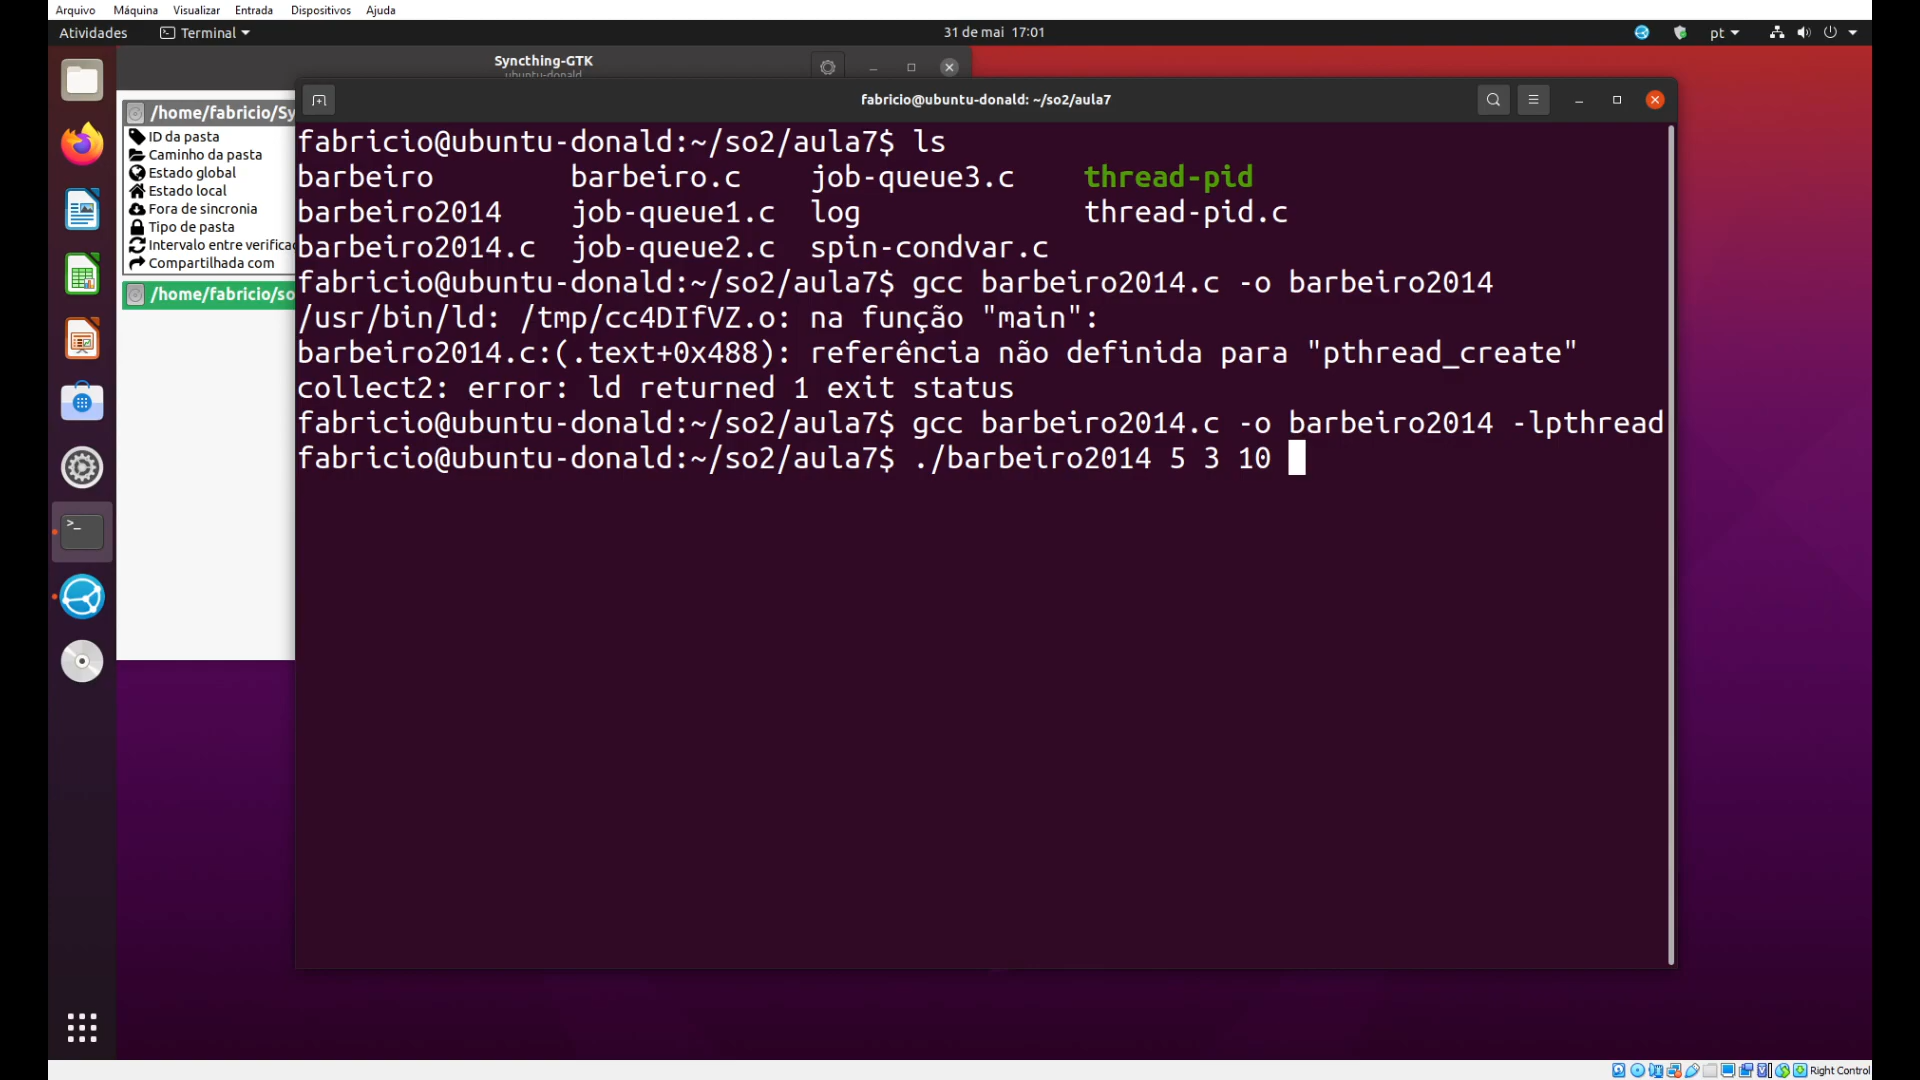 Arquivo Máquina Visualizar Entrada Dispositivos Ajuda
Atividades Terminal 31 de mai 17:01 pt
Syncthing-GTK
ubuntu-donald
/home/fabricio/Sy
ID da pasta
Caminho da pasta
Estado global
Estado local
Fora de sincronia
Tipo de pasta
Intervalo entre verifica
Compartilhada com
/home/fabricio/so
fabricio@ubuntu-donald: ~/so2/aula7
fabricio@ubuntu-donald:~/so2/aula7$ ls
barbeiro barbeiro.c job-queue3.c thread-pid
barbeiro2014 job-queue1.c log thread-pid.c
barbeiro2014.c job-queue2.c spin-condvar.c
fabricio@ubuntu-donald:~/so2/aula7$ gcc barbeiro2014.c -o barbeiro2014
/usr/bin/ld: /tmp/cc4DIfVZ.o: na função "main":
barbeiro2014.c:(.text+0x488): referência não definida para "pthread_create"
collect2: error: ld returned 1 exit status
fabricio@ubuntu-donald:~/so2/aula7$ gcc barbeiro2014.c -o barbeiro2014 -lpthread
fabricio@ubuntu-donald:~/so2/aula7$ ./barbeiro2014 5 3 10
Right Control